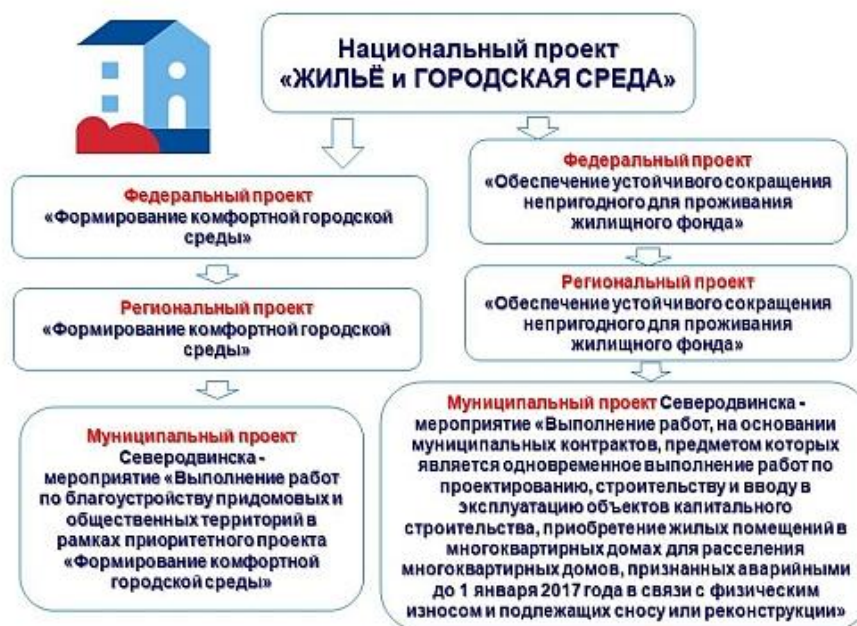 Национальный проект
«ЖИЛЬЁ и ГОРОДСКАЯ СРЕДА»
Федеральный проект
«Формирование комфортной городской
среды»
Региональный проект
«Формирование комфортной городской
среды»
Муниципальный проект
Северодвинска -
мероприятие «Выполнение работ
по благоустройству придомовых и
общественных территорий в
рамках приоритетного проекта
«Формирование комфортной
городской среды»
Федеральный проект
«Обеспечение устойчивого сокращения
непригодного для проживания
жилищного фонда»
Региональный проект
«Обеспечение устойчивого сокращения
непригодного для проживания
жилищного фонда»
Муниципальный проект Северодвинска -
мероприятие «Выполнение работ, на основании
муниципальных контрактов, предметом которых
является одновременное выполнение работ по
проектированию, строительству и вводу в
эксплуатацию объектов капитального
строительства, приобретение жилых помещений в
многоквартирных домах для расселения
многоквартирных домов, признанных аварийными
до 1 января 2017 года в связи с физическим
износом и подлежащих сносу или реконструкции»